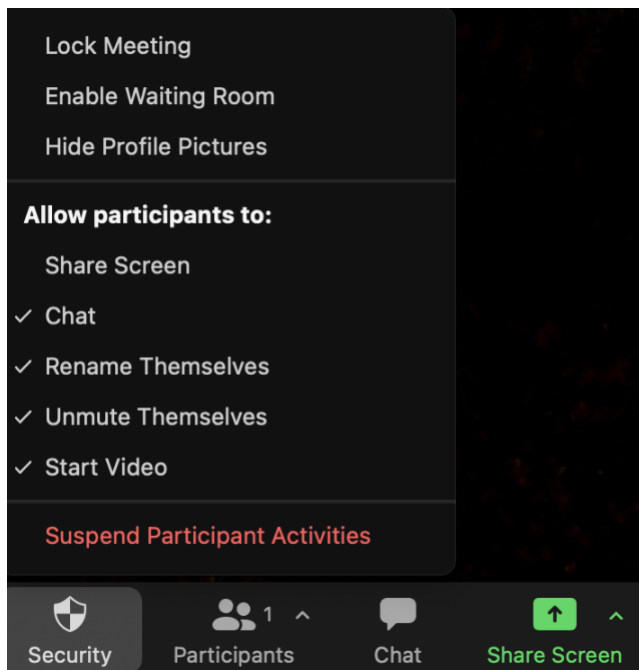 Lock Meeting
Enable Waiting Room
Hide Profile Pictures
Allow participants to:
Share Screen
Chat
Rename Themselves
Unmute Themselves
Start Video
Suspend Participant Activities
1
Security Participants Chat Share Screen